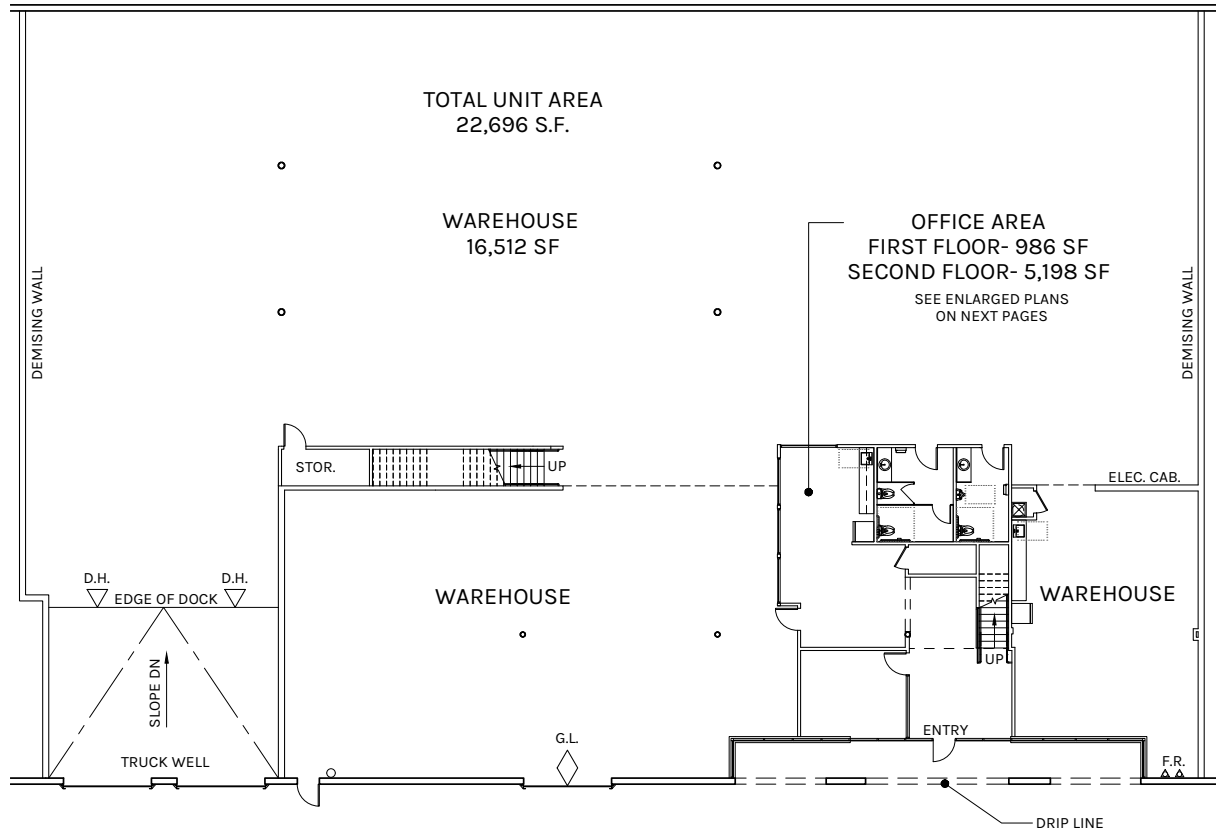 TOTAL UNIT AREA
22,696 S.F.
WAREHOUSE
16,512 SF
OFFICE AREA
FIRST FLOOR- 986 SF
SECOND FLOOR- 5,198 SF
SEE ENLARGED PLANS
ON NEXT PAGES
DEMISING WALL
DEMISING WALL
STOR.
UP
ELEC. CAB.
D.H.
D.H.
EDGE OF DOCK
WAREHOUSE
WAREHOUSE
SLOPE DN
UP
TRUCK WELL
G.L.
ENTRY
F.R.
DRIP LINE